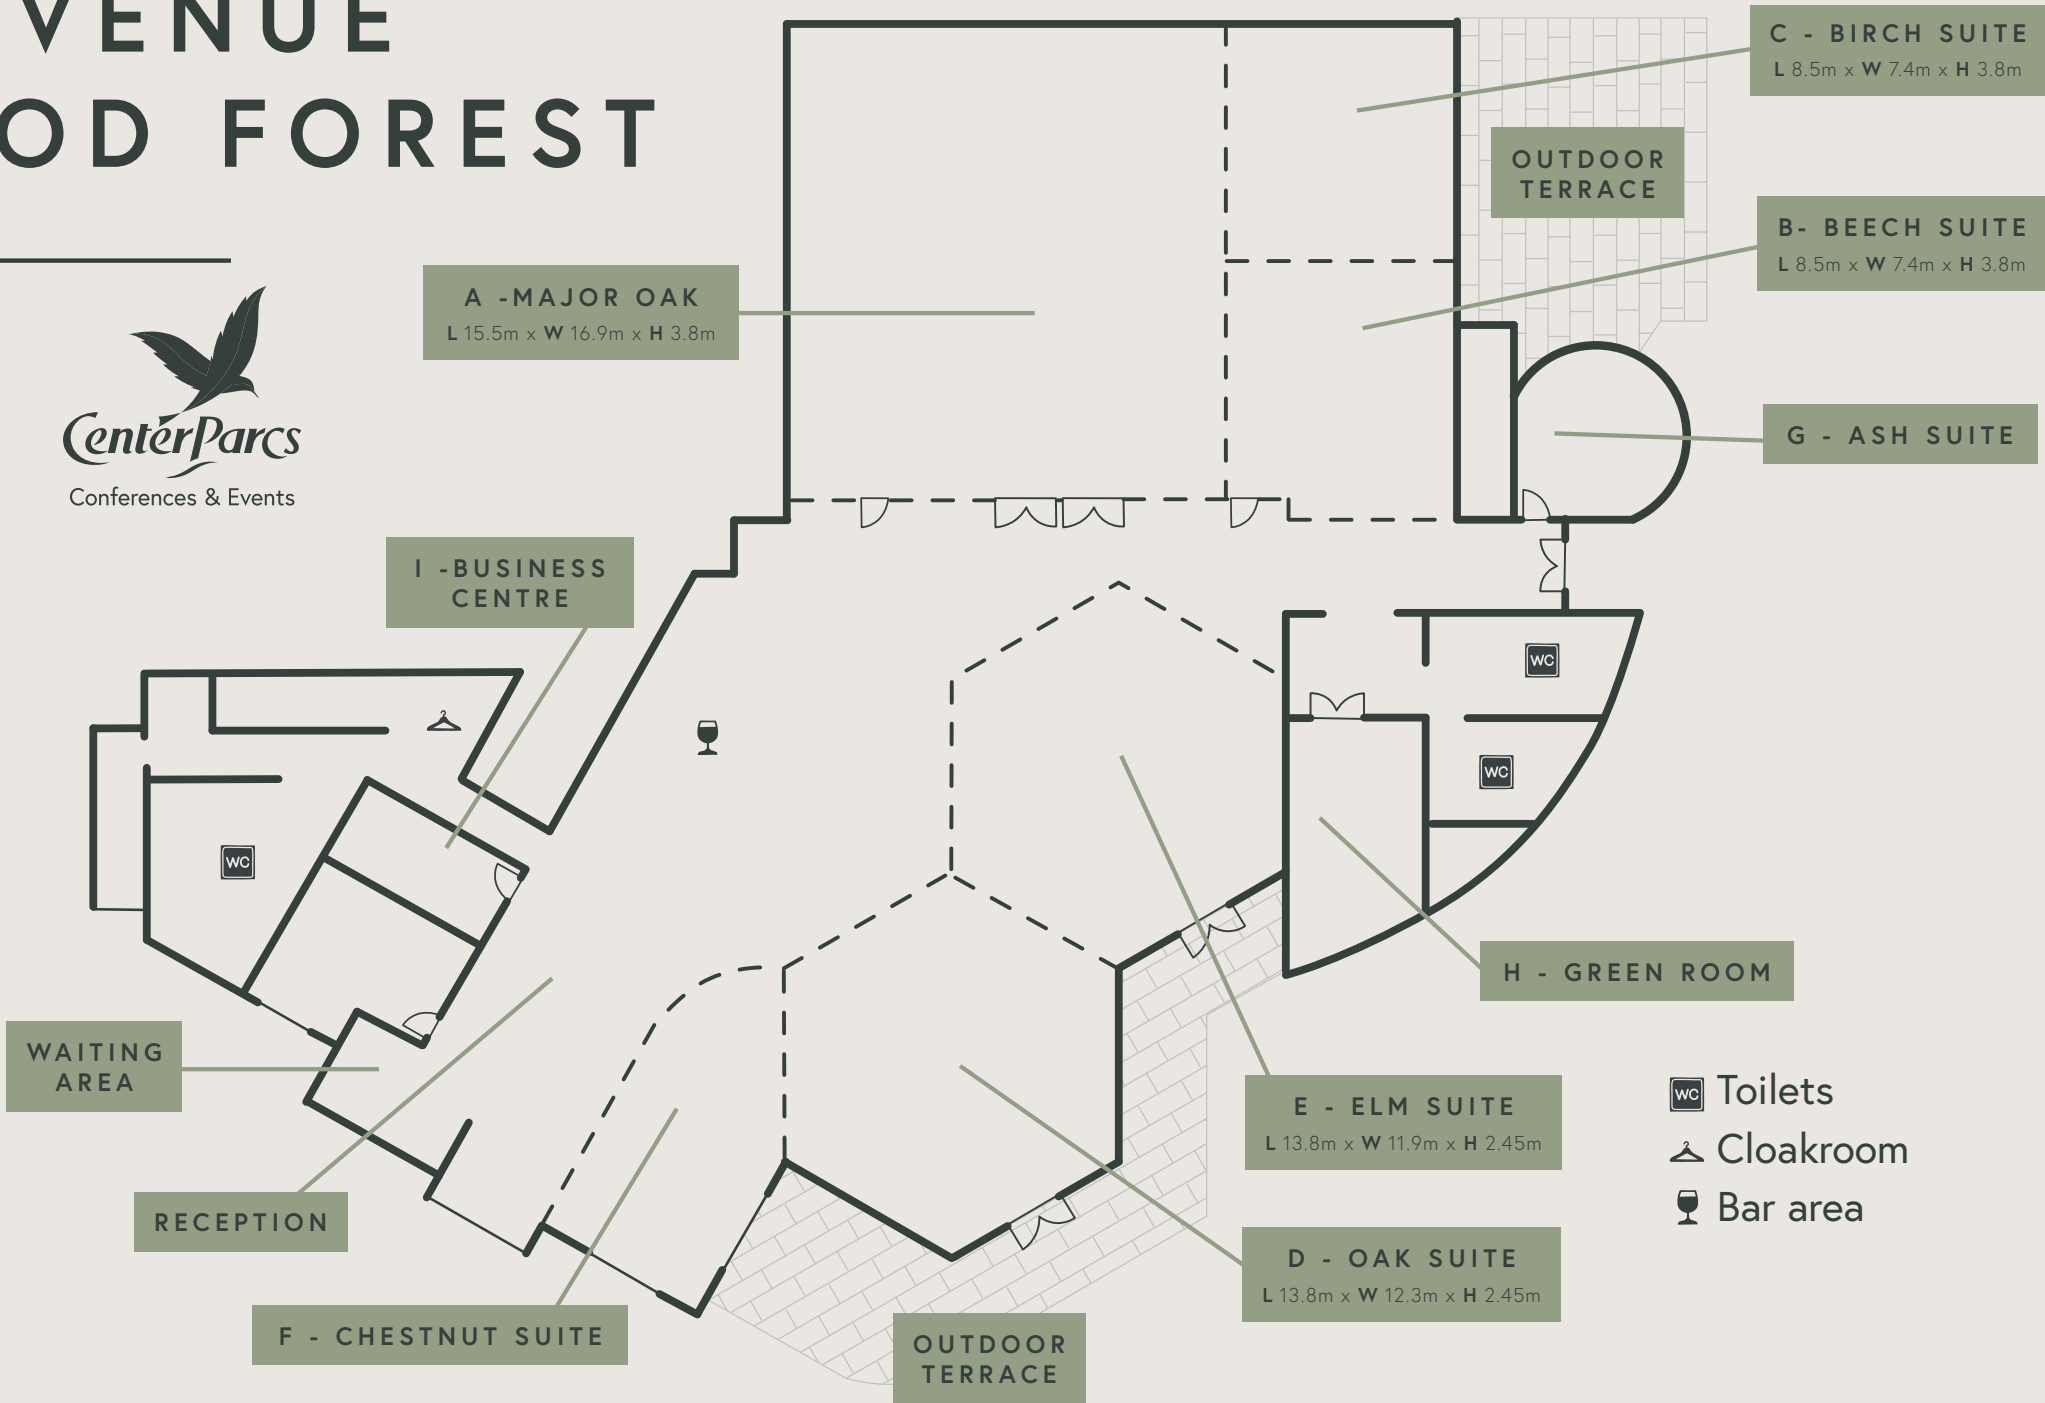 VENUE
OD FOREST
CenterParcs
Conferences & Events
C - BIRCH SUITE
L 8.5m x W 7.4m x H 3.8m
OUTDOOR
TERRACE
B- BEECH SUITE
L 8.5m x W 7.4m x H 3.8m
A -MAJOR OAK
L 15.5m x W 16.9m x H 3.8m
G - ASH SUITE
I -BUSINESS
CENTRE
WC
WC
WC
H - GREEN ROOM
WAITING
AREA
E - ELM SUITE
L 13.8m x W 11.9m x H 2.45m
WC Toilets
Cloakroom
Bar area
RECEPTION
D - OAK SUITE
L 13.8m x W 12.3m x H 2.45m
F - CHESTNUT SUITE
OUTDOOR
TERRACE